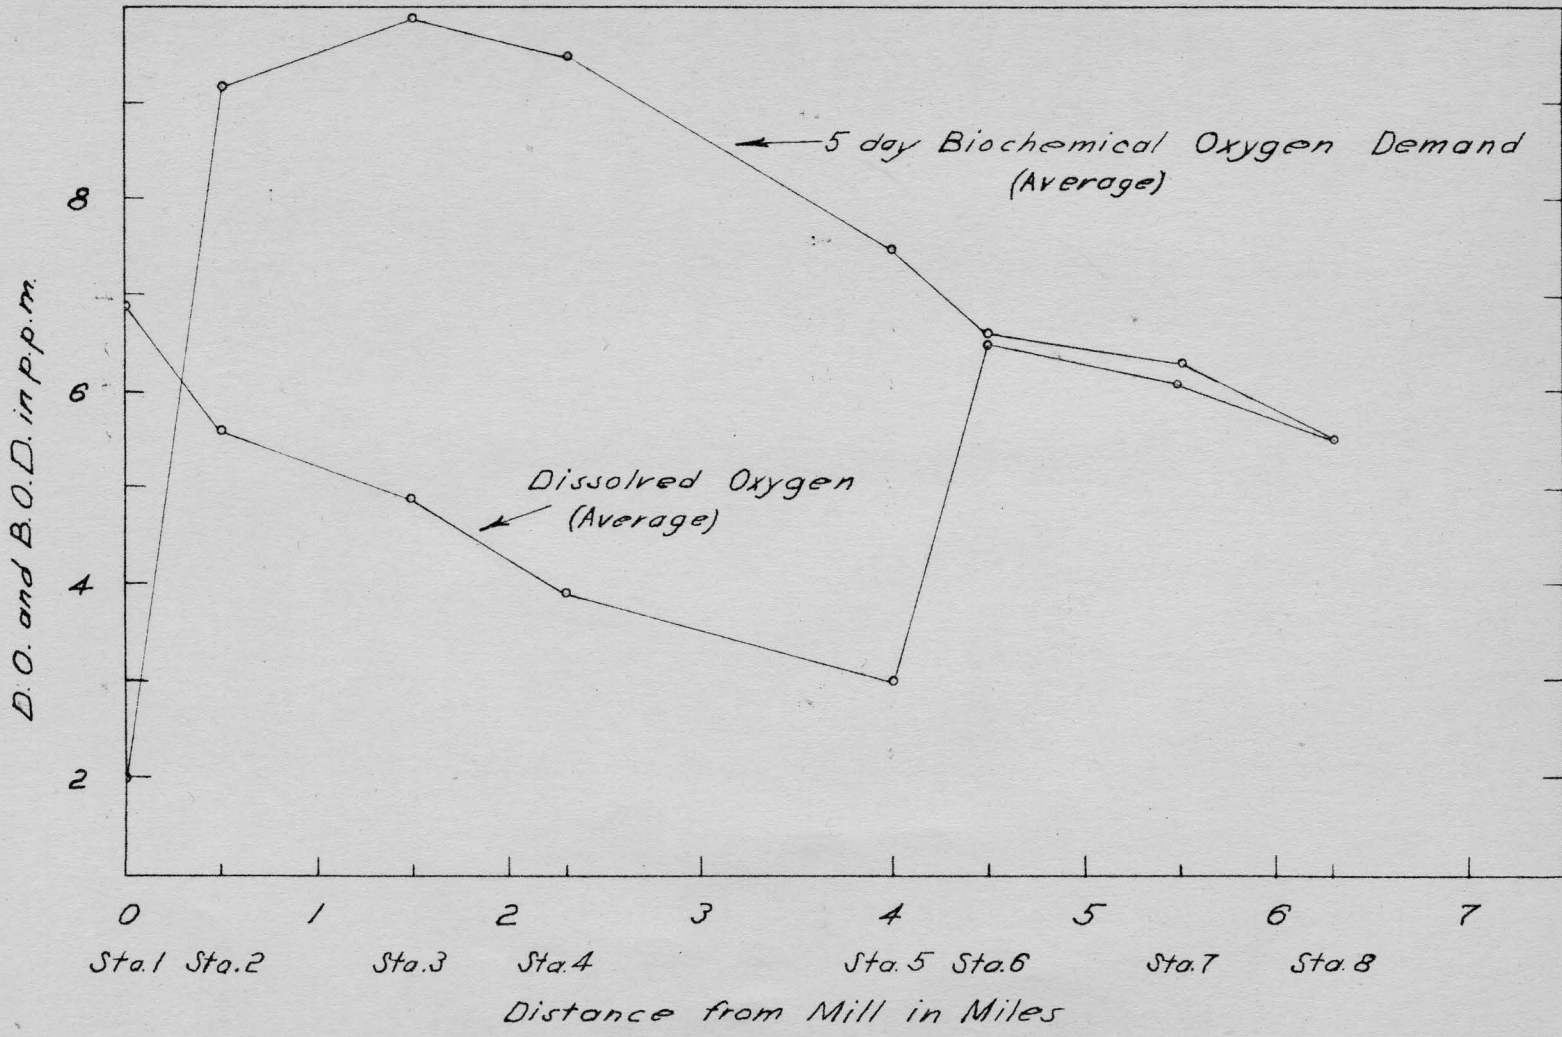 5 day Biochemical Oxygen Demand
(Average)
8
6
4
2
D.O. and B.O.D. in p.p.m.
Dissolved Oxygen
(Average)
0 1 2 3 4 5 6 7
Sta.1 Sta.2 Sta.3 Sta.4 Sta.5 Sta.6 Sta.7 Sta.8
Distance from Mill in Miles